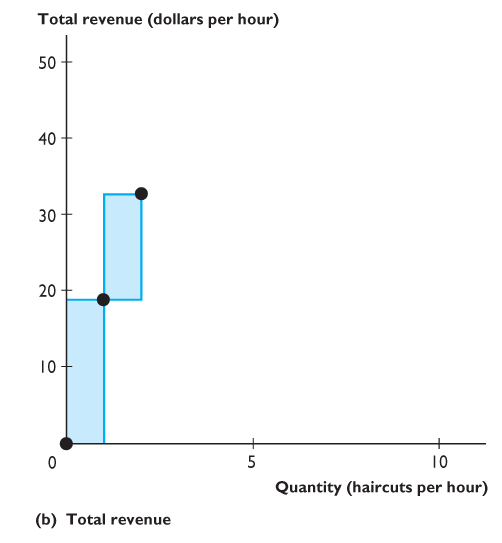 Total revenue (dollars per hour)
50
40
30
20
10
0
5
10
Quantity (haircuts per hour)
(b) Total revenue